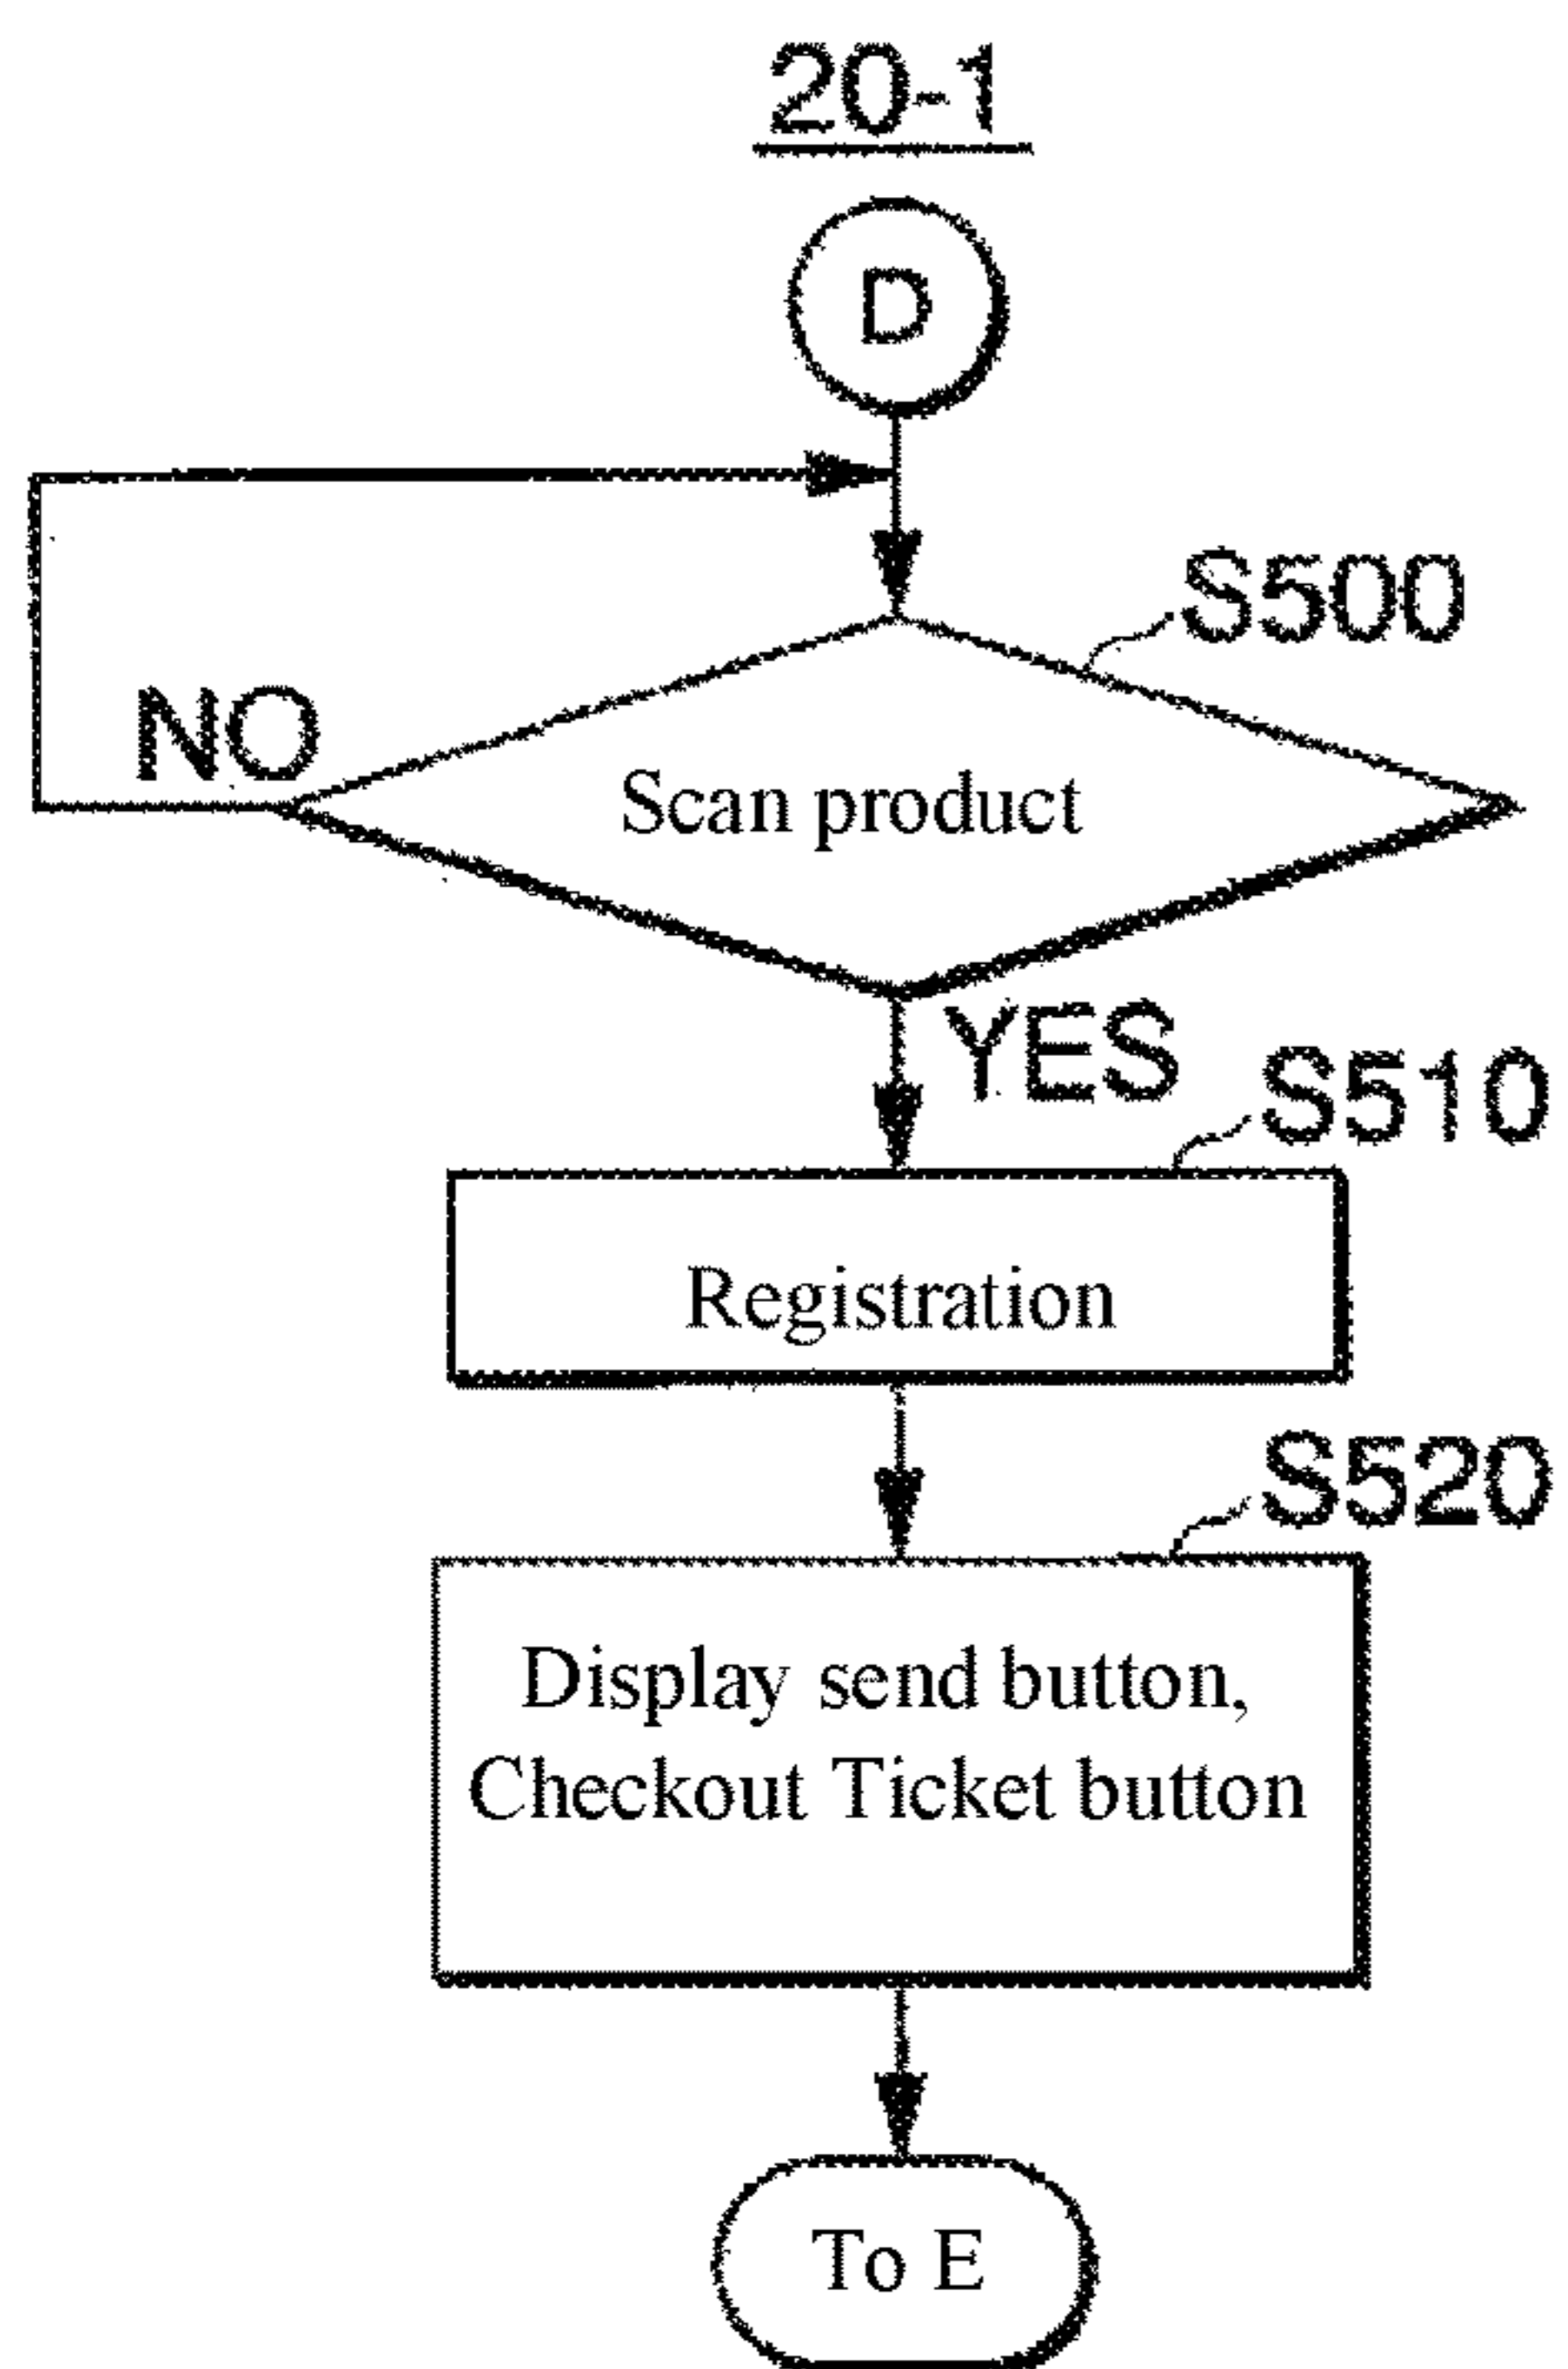 20-1
D
S500
NO
Scan product
YES
S510
Registration
S520
Display send button,
Checkout Ticket button
To E